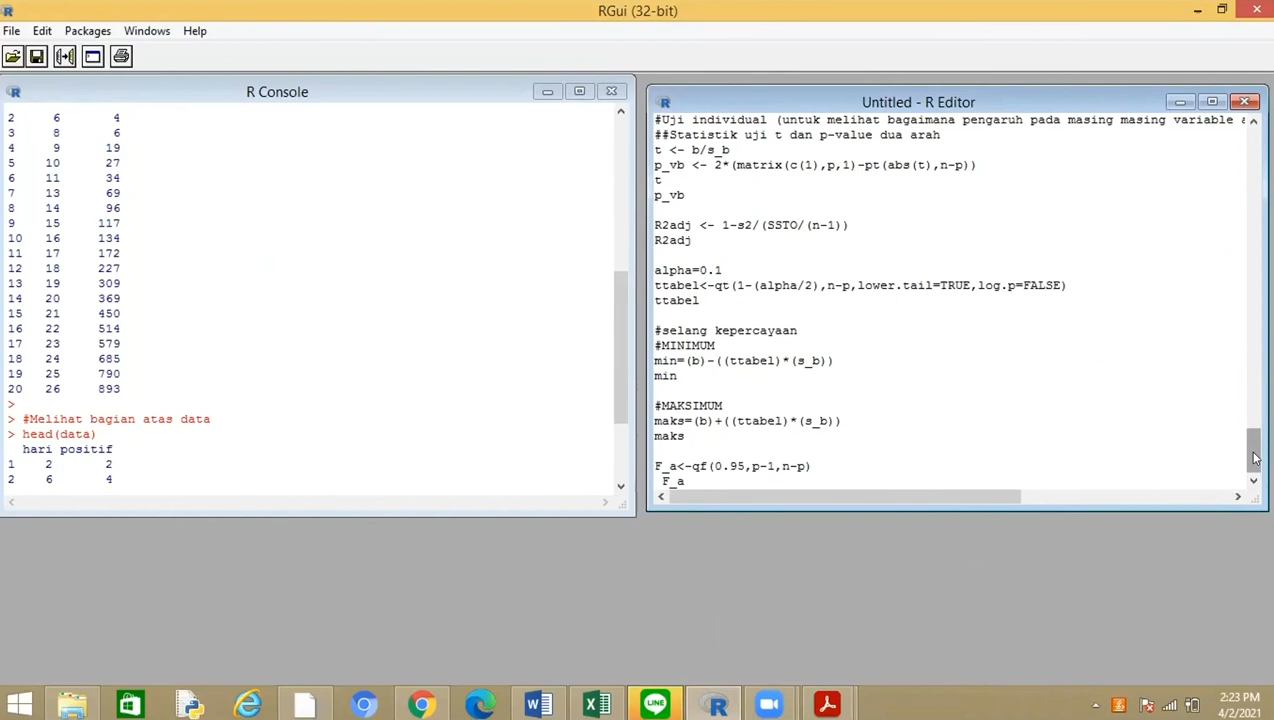 RGui (32-bit)
File Edit Packages Windows Help
R Console
2 6 4
3 8 6
4 9 19
5 10 27
6 11 34
7 13 69
8 14 96
9 15 117
10 16 134
11 17 172
12 18 227
13 19 309
14 20 369
15 21 450
16 22 514
17 23 579
18 24 685
19 25 790
20 26 893
>
> #Melihat bagian atas data
> head(data)
hari positif
1 2 2
2 6 4
Untitled - R Editor
#Uji individual (untuk melihat bagaimana pengaruh pada masing masing variable a
##Statistik uji t dan p-value dua arah
t <- b/s_b
p_vb <- 2*(matrix(c(1),p,1)-pt(abs(t),n-p))
t
p_vb
R2adj <- 1-s2/(SSTO/(n-1))
R2adj
alpha=0.1
ttabel<-qt(1-(alpha/2),n-p,lower.tail=TRUE,log.p=FALSE)
ttabel
#selang kepercayaan
#MINIMUM
min=(b)-((ttabel)*(s_b))
min
#MAKSIMUM
maks=(b)+((ttabel)*(s_b))
maks
F_a<-qf(0.95,p-1,n-p)
F_a
LINE
2:23 PM
4/2/2021